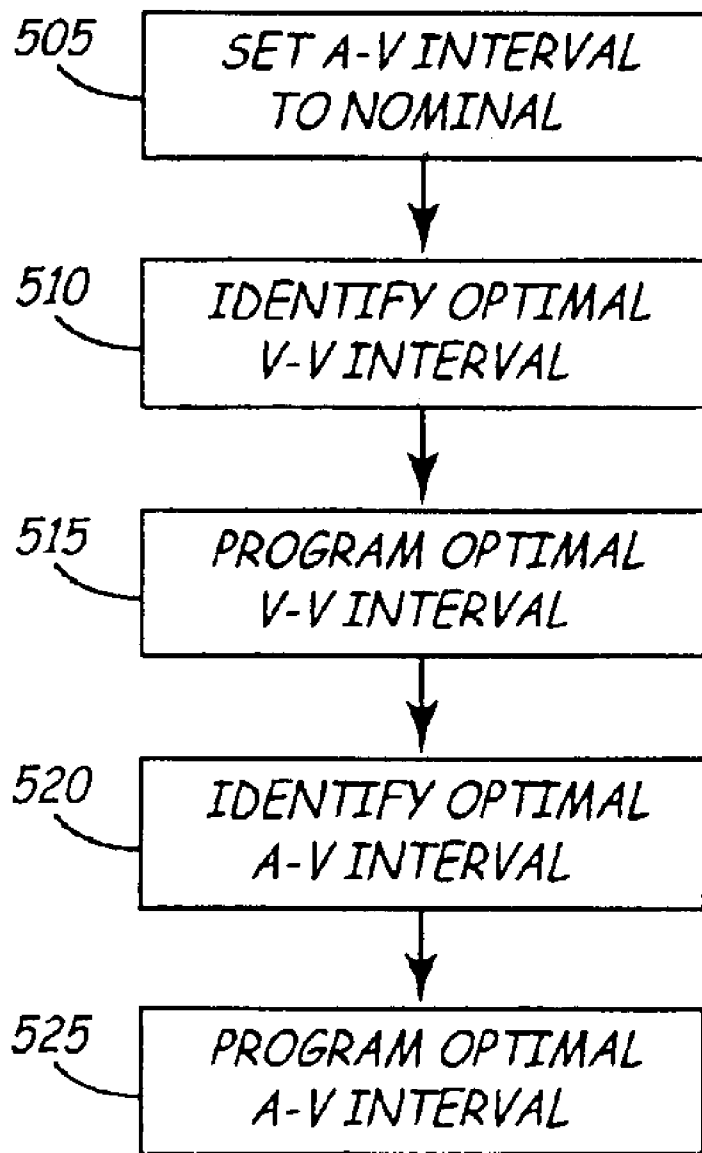 505
SET A-V INTERVAL
TO NOMINAL
510
IDENTIFY OPTIMAL
V-V INTERVAL
515
PROGRAM OPTIMAL
V-V INTERVAL
520
IDENTIFY OPTIMAL
A-V INTERVAL
525
PROGRAM OPTIMAL
A-V INTERVAL